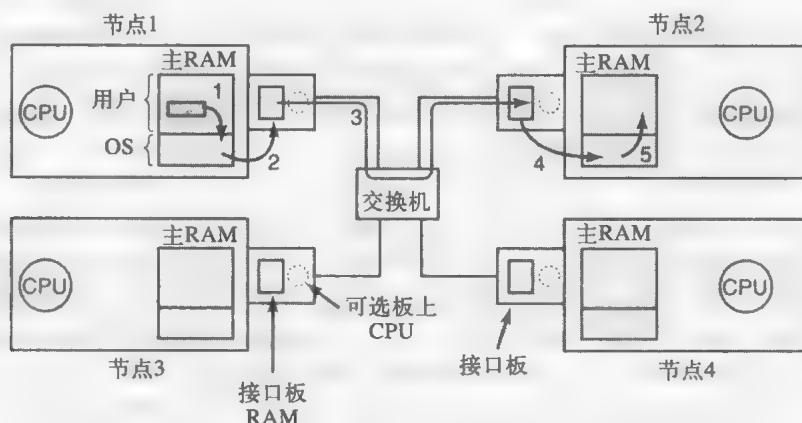 节点1
节点2
主RAM
主RAM
CPU
用户
1
3
CPU
OS
2
4
5
交换机
主RAM
主RAM
CPU
CPU
可选板上
CPU
节点3
接口板
RAM
接口板
节点4